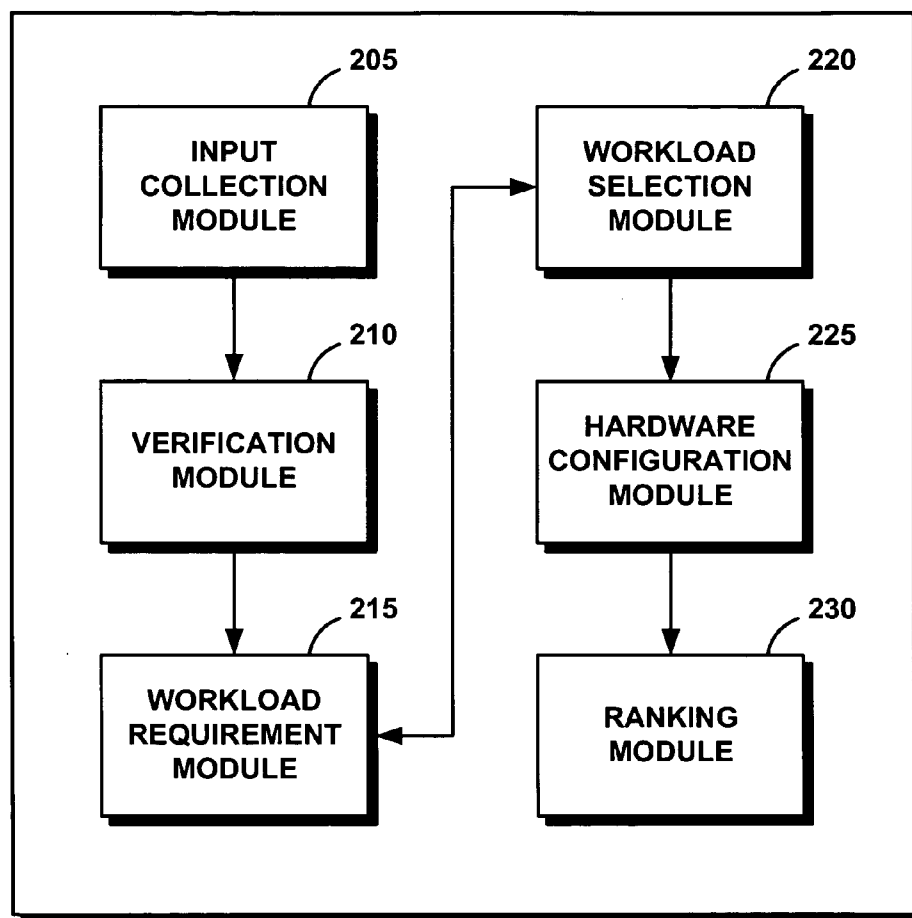 205
INPUT
COLLECTION
MODULE
210
VERIFICATION
MODULE
215
WORKLOAD
REQUIREMENT
MODULE
220
WORKLOAD
SELECTION
MODULE
225
HARDWARE
CONFIGURATION
MODULE
230
RANKING
MODULE